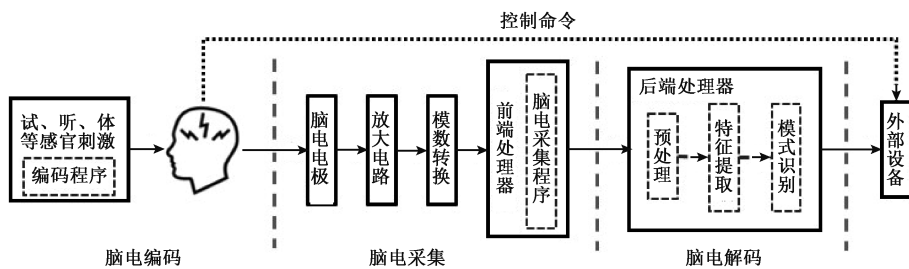 控制命令
试、听、体
等感官刺激
编码程序
脑电电极
放大电路
模数转换
前端处理器
脑电采集程序
后端处理器
预处理
特征提取
模式识别
外部设备
脑电编码
脑电采集
脑电解码